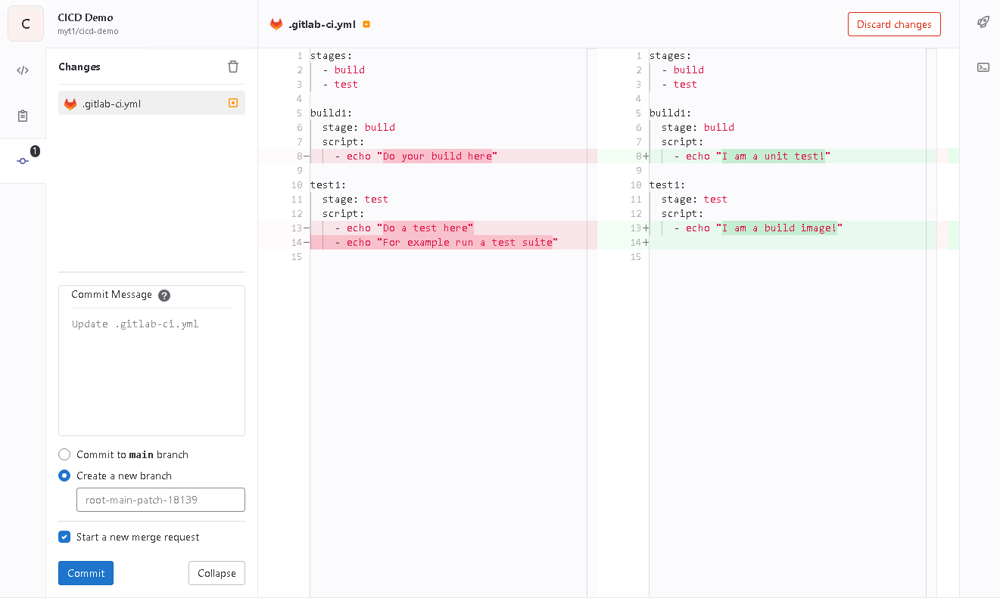 C
CICD Demo
myt1/cicd-demo
.gitlab-ci.yml
Discard changes
1
Changes
.gitlab-ci.yml
Commit Message ?
Update .gitlab-ci.yml
Commit to main branch
Create a new branch
root-main-patch-18139
Start a new merge request
Commit
Collapse
1 stages:
2   - build
3   - test
4
5 build1:
6   stage: build
7   script:
8−    - echo "Do your build here"
9
10 test1:
11   stage: test
12   script:
13−    - echo "Do a test here"
14−    - echo "For example run a test suite"
15
1 stages:
2   - build
3   - test
4
5 build1:
6   stage: build
7   script:
8+    - echo "I am a unit test!"
9
10 test1:
11   stage: test
12   script:
13+    - echo "I am a build image!"
14+
15